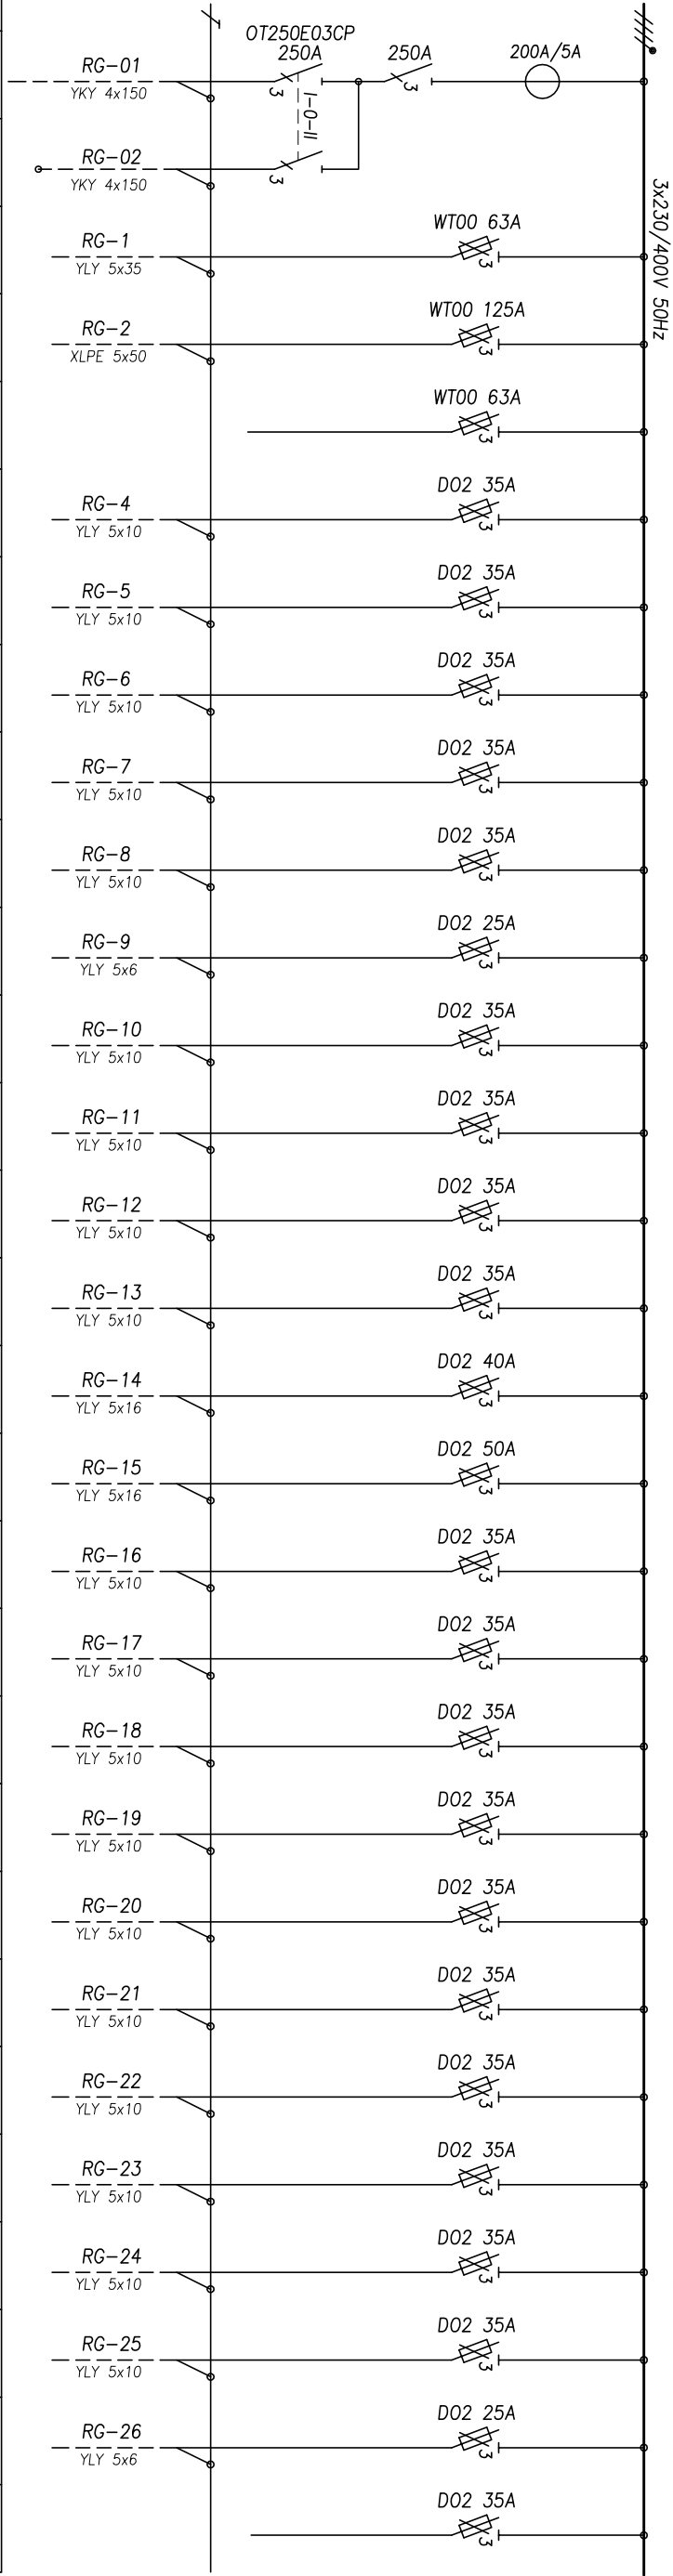 OT250E03CP
250A
250A
200A/5A
RG-01
YKY 4x150
3
3
I-0-II
RG-02
YKY 4x150
3
3x230/400V 50Hz
WT00 63A
RG-1
YLY 5x35
3
WT00 125A
RG-2
XLPE 5x50
3
WT00 63A
3
D02 35A
RG-4
YLY 5x10
3
D02 35A
RG-5
YLY 5x10
3
D02 35A
RG-6
YLY 5x10
3
D02 35A
RG-7
YLY 5x10
3
D02 35A
RG-8
YLY 5x10
3
D02 25A
RG-9
YLY 5x6
3
D02 35A
RG-10
YLY 5x10
3
D02 35A
RG-11
YLY 5x10
3
D02 35A
RG-12
YLY 5x10
3
D02 35A
RG-13
YLY 5x10
3
D02 40A
RG-14
YLY 5x16
3
D02 50A
RG-15
YLY 5x16
3
D02 35A
RG-16
YLY 5x10
3
D02 35A
RG-17
YLY 5x10
3
D02 35A
RG-18
YLY 5x10
3
D02 35A
RG-19
YLY 5x10
3
D02 35A
RG-20
YLY 5x10
3
D02 35A
RG-21
YLY 5x10
3
D02 35A
RG-22
YLY 5x10
3
D02 35A
RG-23
YLY 5x10
3
D02 35A
RG-24
YLY 5x10
3
D02 35A
RG-25
YLY 5x10
3
D02 25A
RG-26
YLY 5x6
3
D02 35A
3